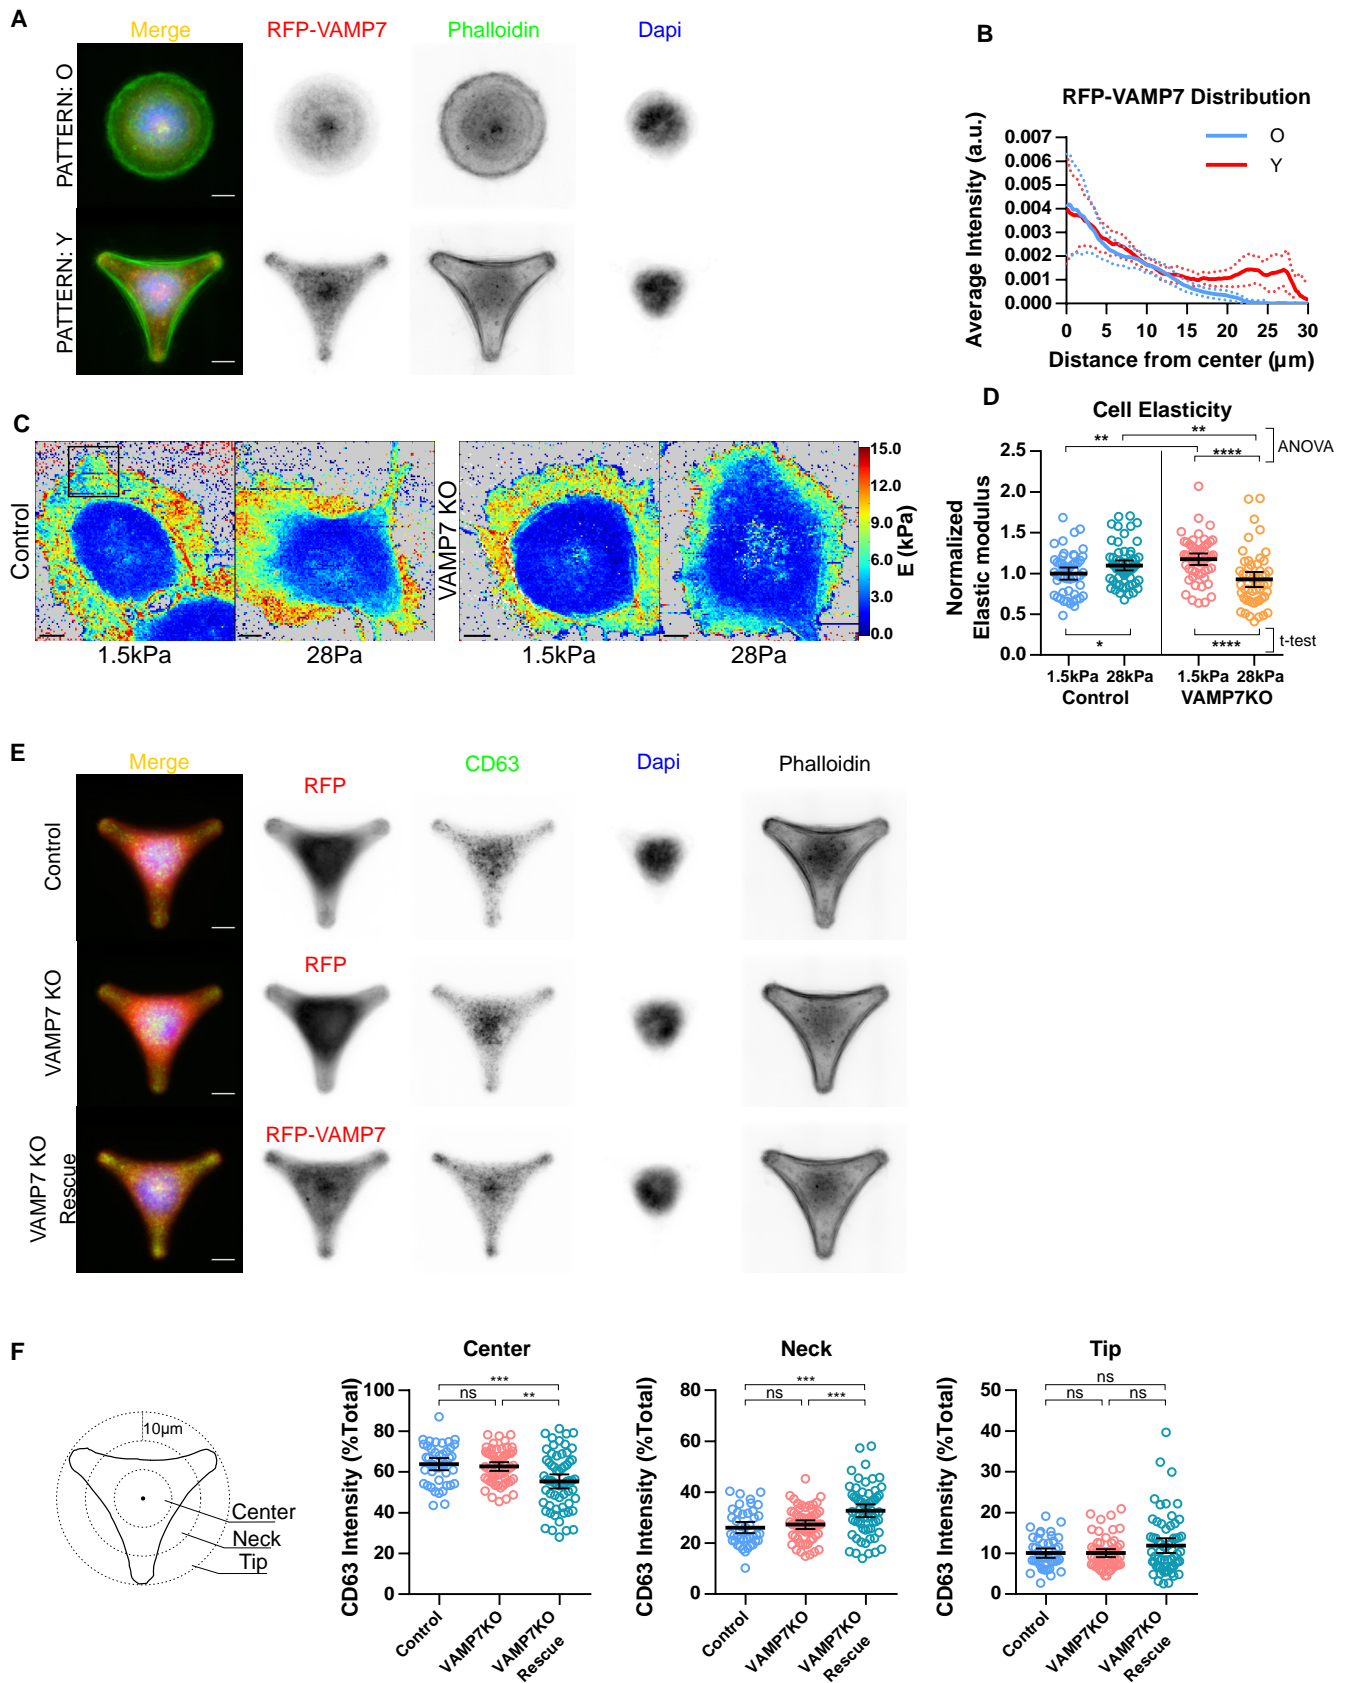 A
Merge
RFP-VAMP7
Phalloidin
Dapi
PATTERN: O
PATTERN: Y
B
RFP-VAMP7 Distribution
O
Y
Average Intensity (a.u.)
0.007
0.006
0.005
0.004
0.003
0.002
0.001
0.000
0 5 10 15 20 25 30
Distance from center (µm)
C
Control
VAMP7 KO
15.0
12.0
9.0
6.0
3.0
0.0
E (kPa)
1.5kPa
28Pa
1.5kPa
28Pa
D
Cell Elasticity
** ** ANOVA
****
Normalized
Elastic modulus
2.5
2.0
1.5
1.0
0.5
0.0
* **** t-test
1.5kPa 28kPa 1.5kPa 28kPa
Control VAMP7KO
E
Merge
RFP
CD63
Dapi
Phalloidin
Control
RFP
VAMP7 KO
RFP-VAMP7
VAMP7 KO
Rescue
F
10µm
Center
Neck
Tip
Center
***
ns **
CD63 Intensity (%Total)
100
80
60
40
20
0
Control
VAMP7KO
VAMP7KO
Rescue
Neck
***
ns ***
CD63 Intensity (%Total)
80
60
40
20
0
Control
VAMP7KO
VAMP7KO
Rescue
Tip
ns
ns ns
CD63 Intensity (%Total)
50
40
30
20
10
0
Control
VAMP7KO
VAMP7KO
Rescue